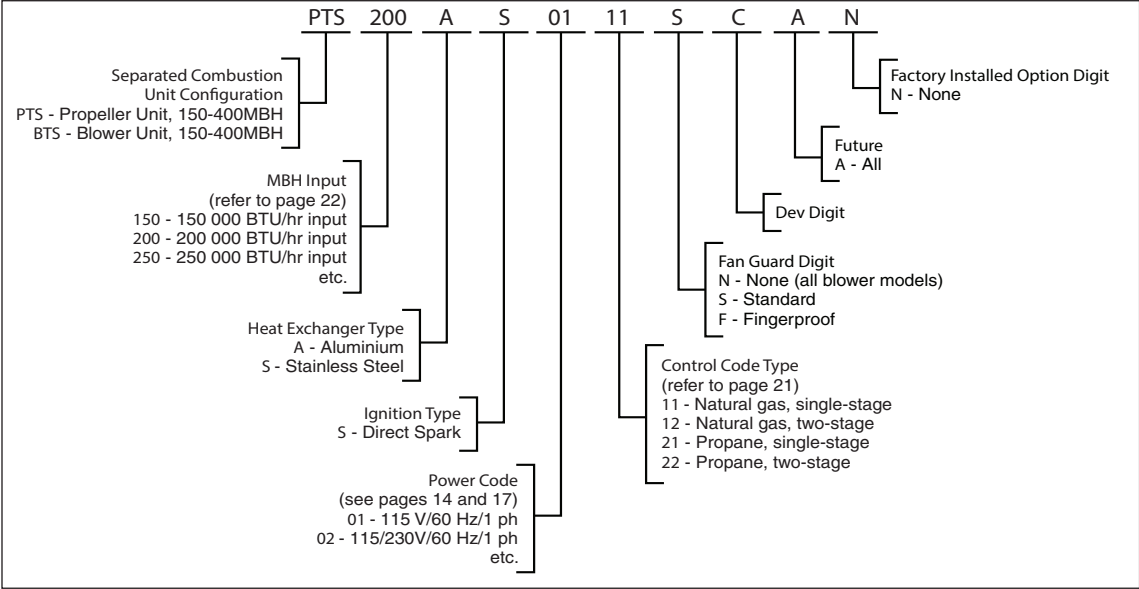 PTS 200 A S 01 11 S C A N
Separated Combustion
Unit Configuration
PTS - Propeller Unit, 150-400MBH
BTS - Blower Unit, 150-400MBH
MBH Input
(refer to page 22)
150 - 150 000 BTU/hr input
200 - 200 000 BTU/hr input
250 - 250 000 BTU/hr input
etc.
Heat Exchanger Type
A - Aluminium
S - Stainless Steel
Ignition Type
S - Direct Spark
Power Code
(see pages 14 and 17)
01 - 115 V/60 Hz/1 ph
02 - 115/230V/60 Hz/1 ph
etc.
Factory Installed Option Digit
N - None
Future
A - All
Dev Digit
Fan Guard Digit
N - None (all blower models)
S - Standard
F - Fingerproof
Control Code Type
(refer to page 21)
11 - Natural gas, single-stage
12 - Natural gas, two-stage
21 - Propane, single-stage
22 - Propane, two-stage